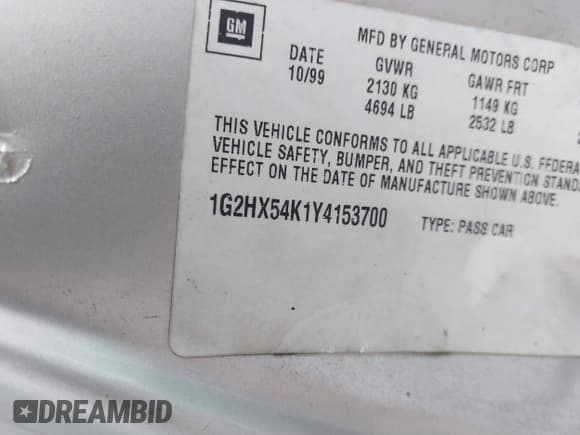 GM
MFD BY GENERAL MOTORS CORP
DATE GVWR GAWR FRT
10/99 2130 KG 1149 KG
4694 LB 2532 LB
THIS VEHICLE CONFORMS TO ALL APPLICABLE U.S. FEDERA
VEHICLE SAFETY, BUMPER, AND THEFT PREVENTION STAND
EFFECT ON THE DATE OF MANUFACTURE SHOWN ABOVE.
1G2HX54K1Y4153700 TYPE: PASS CAR
DREAMBID